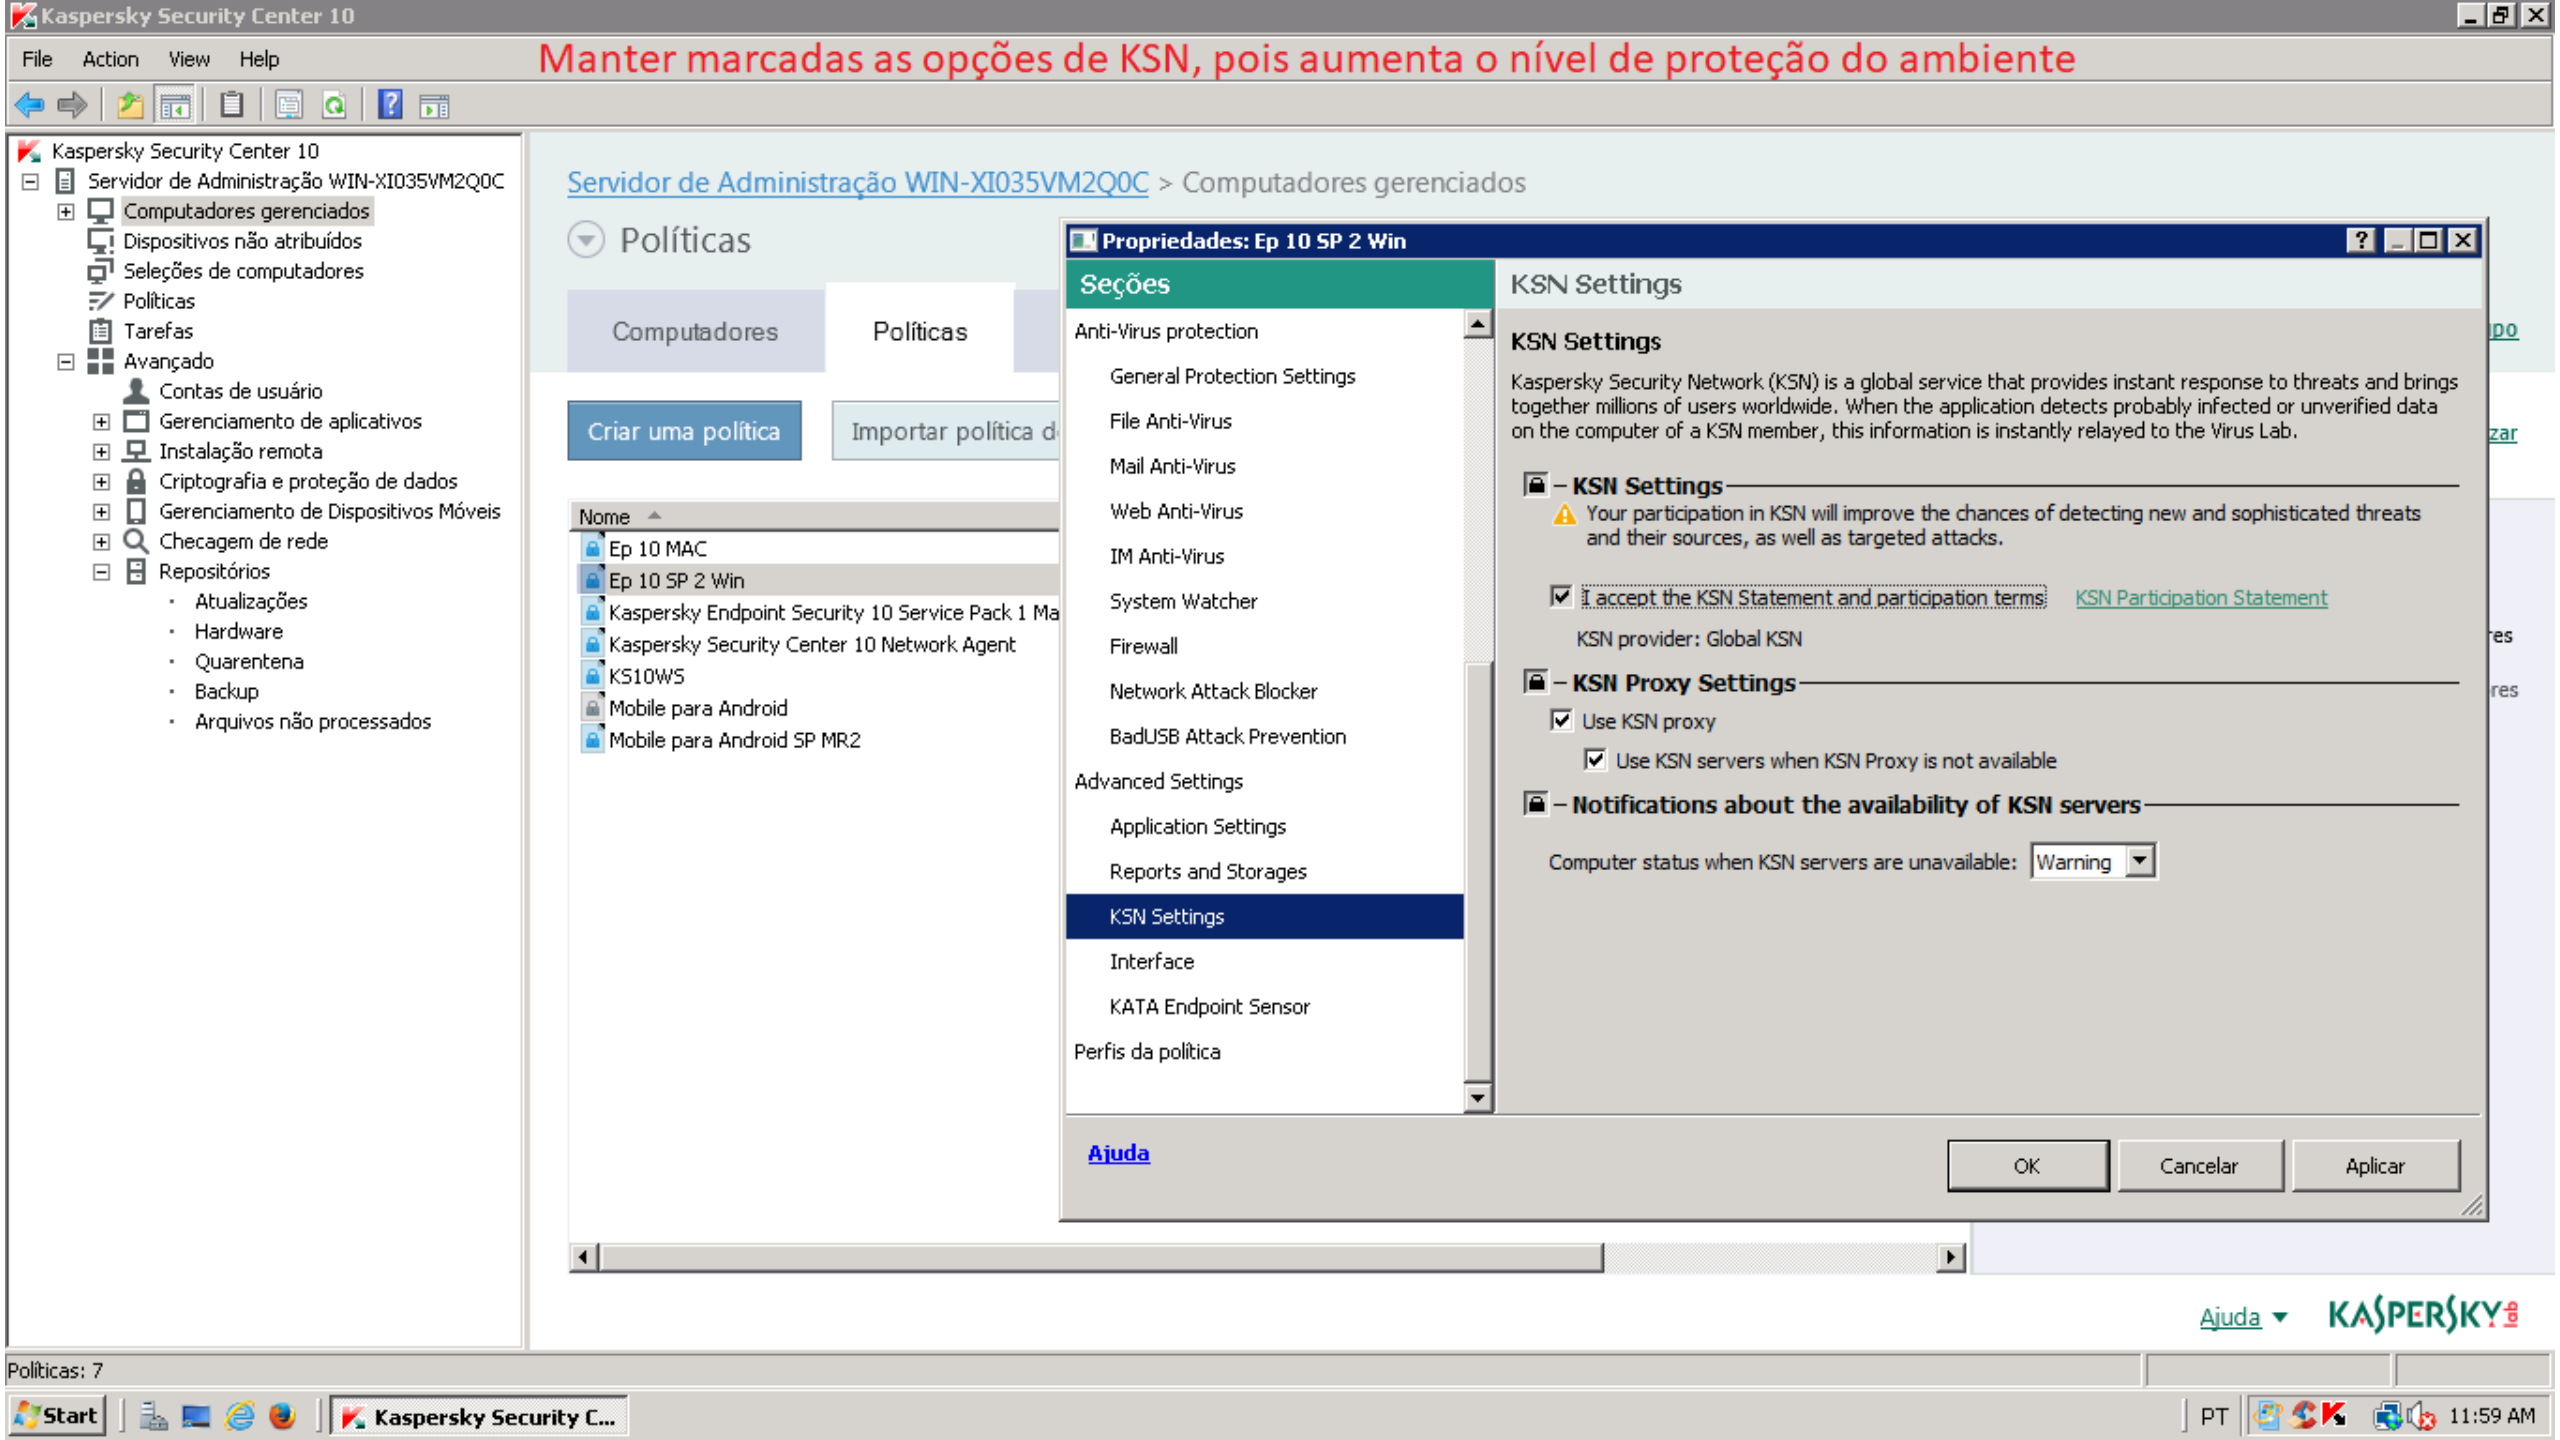 Kaspersky Security Center 10
File Action View Help
Manter marcadas as opções de KSN, pois aumenta o nível de proteção do ambiente
Kaspersky Security Center 10
Servidor de Administração WIN-XI035VM2Q0C
Computadores gerenciados
Dispositivos não atribuídos
Seleções de computadores
Políticas
Tarefas
Avançado
Contas de usuário
Gerenciamento de aplicativos
Instalação remota
Criptografia e proteção de dados
Gerenciamento de Dispositivos Móveis
Checagem de rede
Repositórios
Atualizações
Hardware
Quarentena
Backup
Arquivos não processados
Servidor de Administração WIN-XI035VM2Q0C > Computadores gerenciados
Políticas
Computadores
Políticas
Criar uma política
Importar política d
Nome
Ep 10 MAC
Ep 10 SP 2 Win
Kaspersky Endpoint Security 10 Service Pack 1 Ma
Kaspersky Security Center 10 Network Agent
KS10WS
Mobile para Android
Mobile para Android SP MR2
Propriedades: Ep 10 SP 2 Win
Seções
Anti-Virus protection
General Protection Settings
File Anti-Virus
Mail Anti-Virus
Web Anti-Virus
IM Anti-Virus
System Watcher
Firewall
Network Attack Blocker
BadUSB Attack Prevention
Advanced Settings
Application Settings
Reports and Storages
KSN Settings
Interface
KATA Endpoint Sensor
Perfis da política
KSN Settings
KSN Settings
Kaspersky Security Network (KSN) is a global service that provides instant response to threats and brings
together millions of users worldwide. When the application detects probably infected or unverified data
on the computer of a KSN member, this information is instantly relayed to the Virus Lab.
KSN Settings
Your participation in KSN will improve the chances of detecting new and sophisticated threats
and their sources, as well as targeted attacks.
I accept the KSN Statement and participation terms KSN Participation Statement
KSN provider: Global KSN
KSN Proxy Settings
Use KSN proxy
Use KSN servers when KSN Proxy is not available
Notifications about the availability of KSN servers
Computer status when KSN servers are unavailable: Warning
Ajuda
OK Cancelar Aplicar
upo
zar
res
res
Ajuda
KASPERSKY lab
Políticas: 7
Start
Kaspersky Security C...
PT
11:59 AM